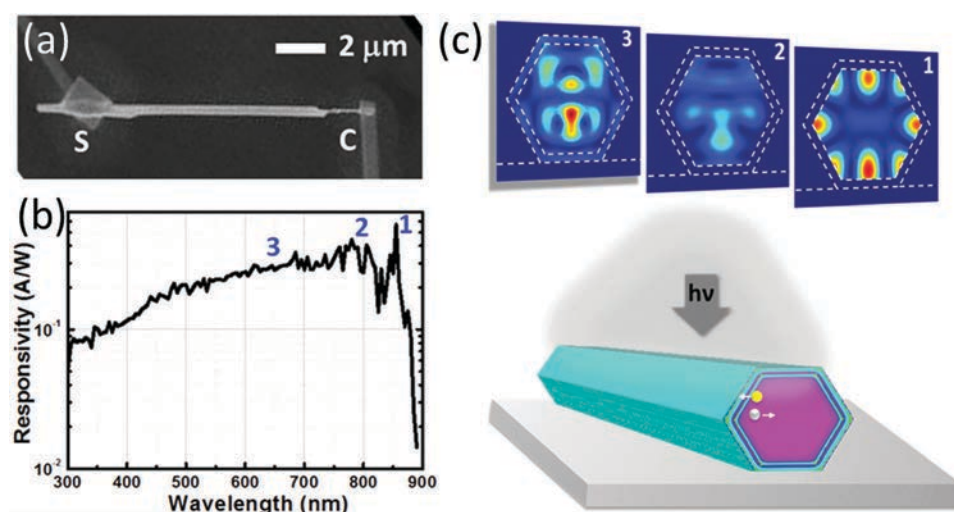 (a)
2 μm
S
C
(b)
Responsivity (A/W)
10⁻¹
10⁻²
3
2
1
300 400 500 600 700 800 900
Wavelength (nm)
(c)
3
2
1
hν